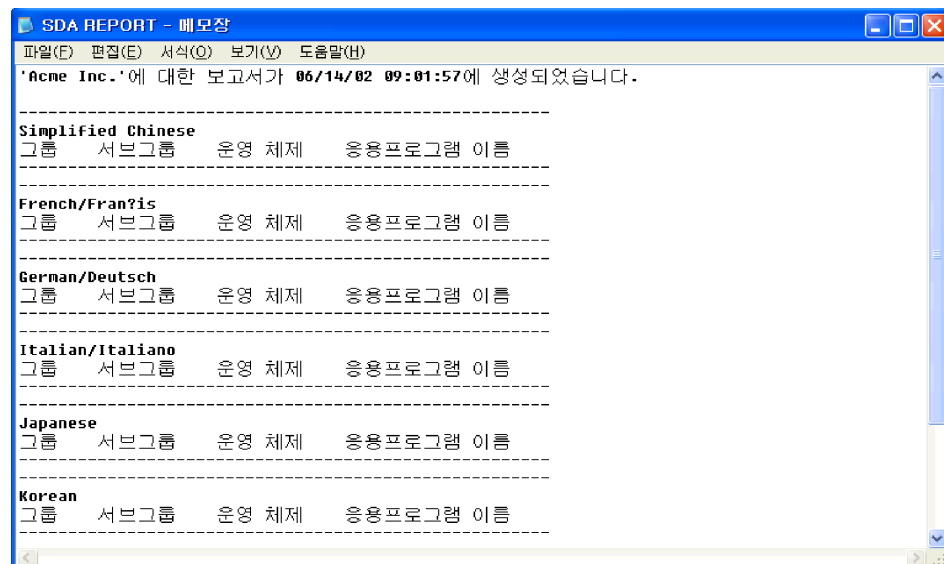 SDA REPORT - 메모장
파일(F) 편집(E) 서식(O) 보기(V) 도움말(H)
'Acme Inc.'에 대한 보고서가 06/14/02 09:01:57에 생성되었습니다.
------------------------------------------------------
Simplified Chinese
그룹 서브그룹 운영 체제 응용프로그램 이름
------------------------------------------------------
------------------------------------------------------
French/Fran?is
그룹 서브그룹 운영 체제 응용프로그램 이름
------------------------------------------------------
------------------------------------------------------
German/Deutsch
그룹 서브그룹 운영 체제 응용프로그램 이름
------------------------------------------------------
------------------------------------------------------
Italian/Italiano
그룹 서브그룹 운영 체제 응용프로그램 이름
------------------------------------------------------
------------------------------------------------------
Japanese
그룹 서브그룹 운영 체제 응용프로그램 이름
------------------------------------------------------
------------------------------------------------------
Korean
그룹 서브그룹 운영 체제 응용프로그램 이름
------------------------------------------------------